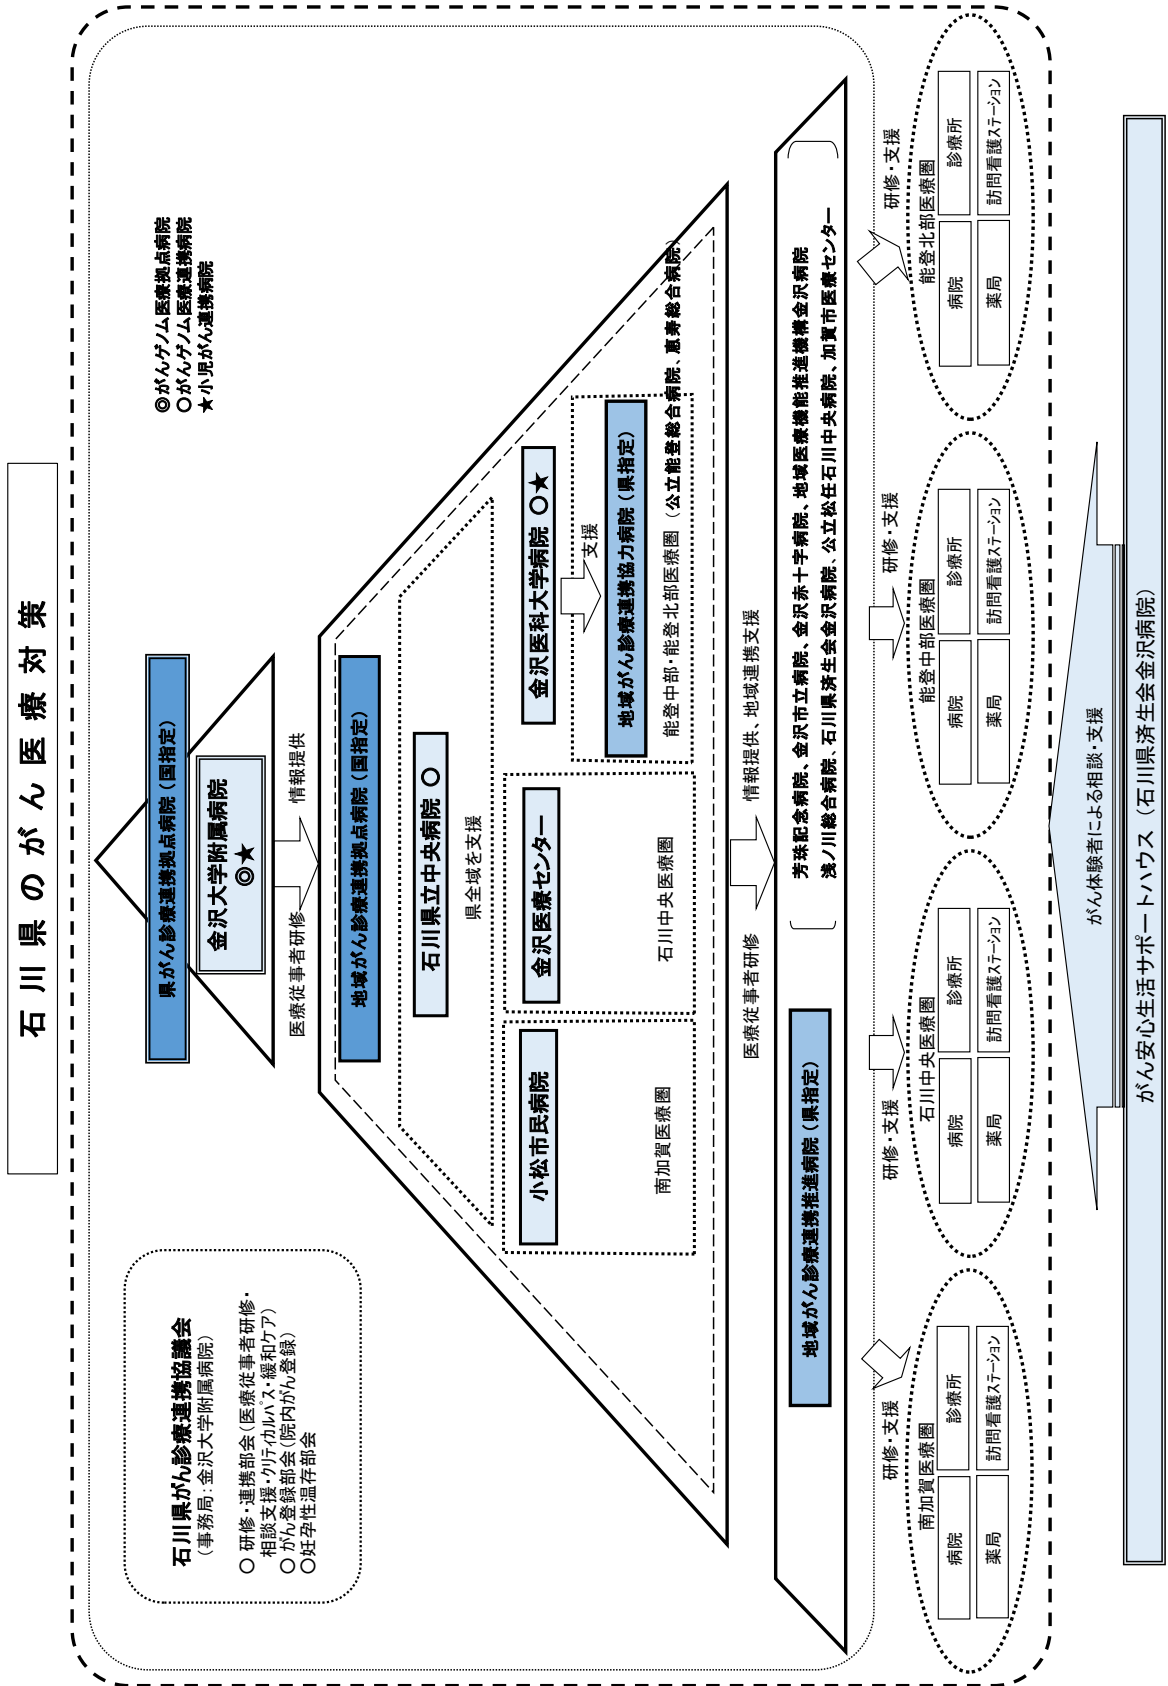 石川県のがん医療対策
◎がんゲノム医療拠点病院
○がんゲノム医療連携病院
★小児がん連携病院
石川県がん診療連携協議会
（事務局：金沢大学附属病院）
○ 研修・連携部会（医療従事者研修・
相談支援・クリティカルパス・緩和ケア）
○ がん登録部会（院内がん登録）
○妊孕性温存部会
県がん診療連携拠点病院（国指定）
金沢大学附属病院
◎★
医療従事者研修
情報提供
地域がん診療連携拠点病院（国指定）
石川県立中央病院 ○
県全域を支援
小松市民病院
南加賀医療圏
金沢医療センター
石川中央医療圏
金沢医科大学病院 ○★
支援
地域がん診療連携協力病院（県指定）
能登中部・能登北部医療圏（公立能登総合病院、恵寿総合病院）
医療従事者研修
情報提供、地域連携支援
地域がん診療連携推進病院（県指定）
芳珠記念病院、金沢市立病院、金沢赤十字病院、地域医療機能推進機構金沢病院
浅ノ川総合病院、石川県済生会金沢病院、公立松任石川中央病院、加賀市医療センター
研修・支援
研修・支援
研修・支援
研修・支援
南加賀医療圏
病院
診療所
薬局
訪問看護ステーション
石川中央医療圏
病院
診療所
薬局
訪問看護ステーション
能登中部医療圏
病院
診療所
薬局
訪問看護ステーション
能登北部医療圏
病院
診療所
薬局
訪問看護ステーション
がん体験者による相談・支援
がん安心生活サポートハウス（石川県済生会金沢病院）